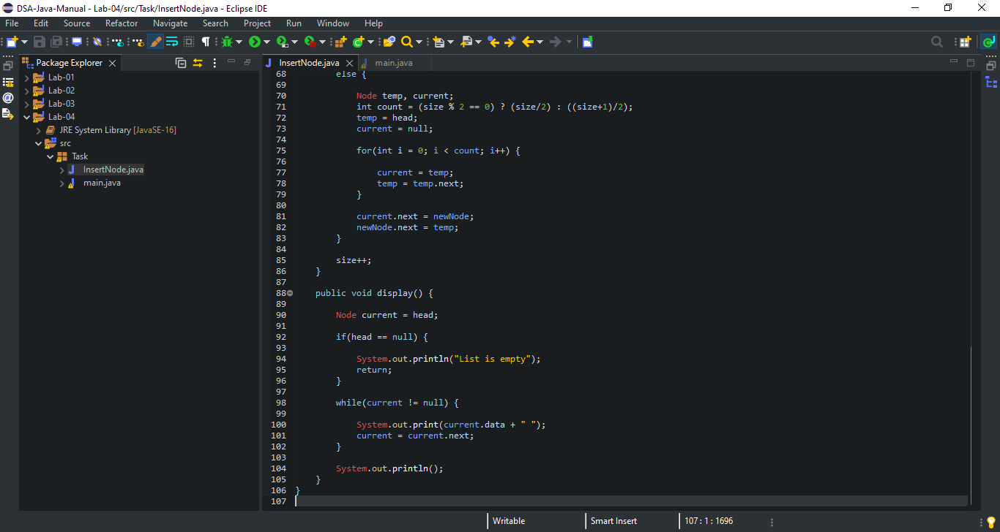 DSA-Java-Manual - Lab-04/src/Task/InsertNode.java - Eclipse IDE
File Edit Source Refactor Navigate Search Project Run Window Help
Package Explorer
Lab-01
Lab-02
Lab-03
Lab-04
JRE System Library [JavaSE-16]
src
Task
InsertNode.java
main.java
InsertNode.java main.java
68 else {
69
70 Node temp, current;
71 int count = (size % 2 == 0) ? (size/2) : ((size+1)/2);
72 temp = head;
73 current = null;
74
75 for(int i = 0; i < count; i++) {
76
77 current = temp;
78 temp = temp.next;
79 }
80
81 current.next = newNode;
82 newNode.next = temp;
83 }
84
85 size++;
86 }
87
88 public void display() {
89
90 Node current = head;
91
92 if(head == null) {
93
94 System.out.println("List is empty");
95 return;
96 }
97
98 while(current != null) {
99
100 System.out.print(current.data + " ");
101 current = current.next;
102 }
103
104 System.out.println();
105 }
106 }
107
Writable Smart Insert 107 : 1 : 1696